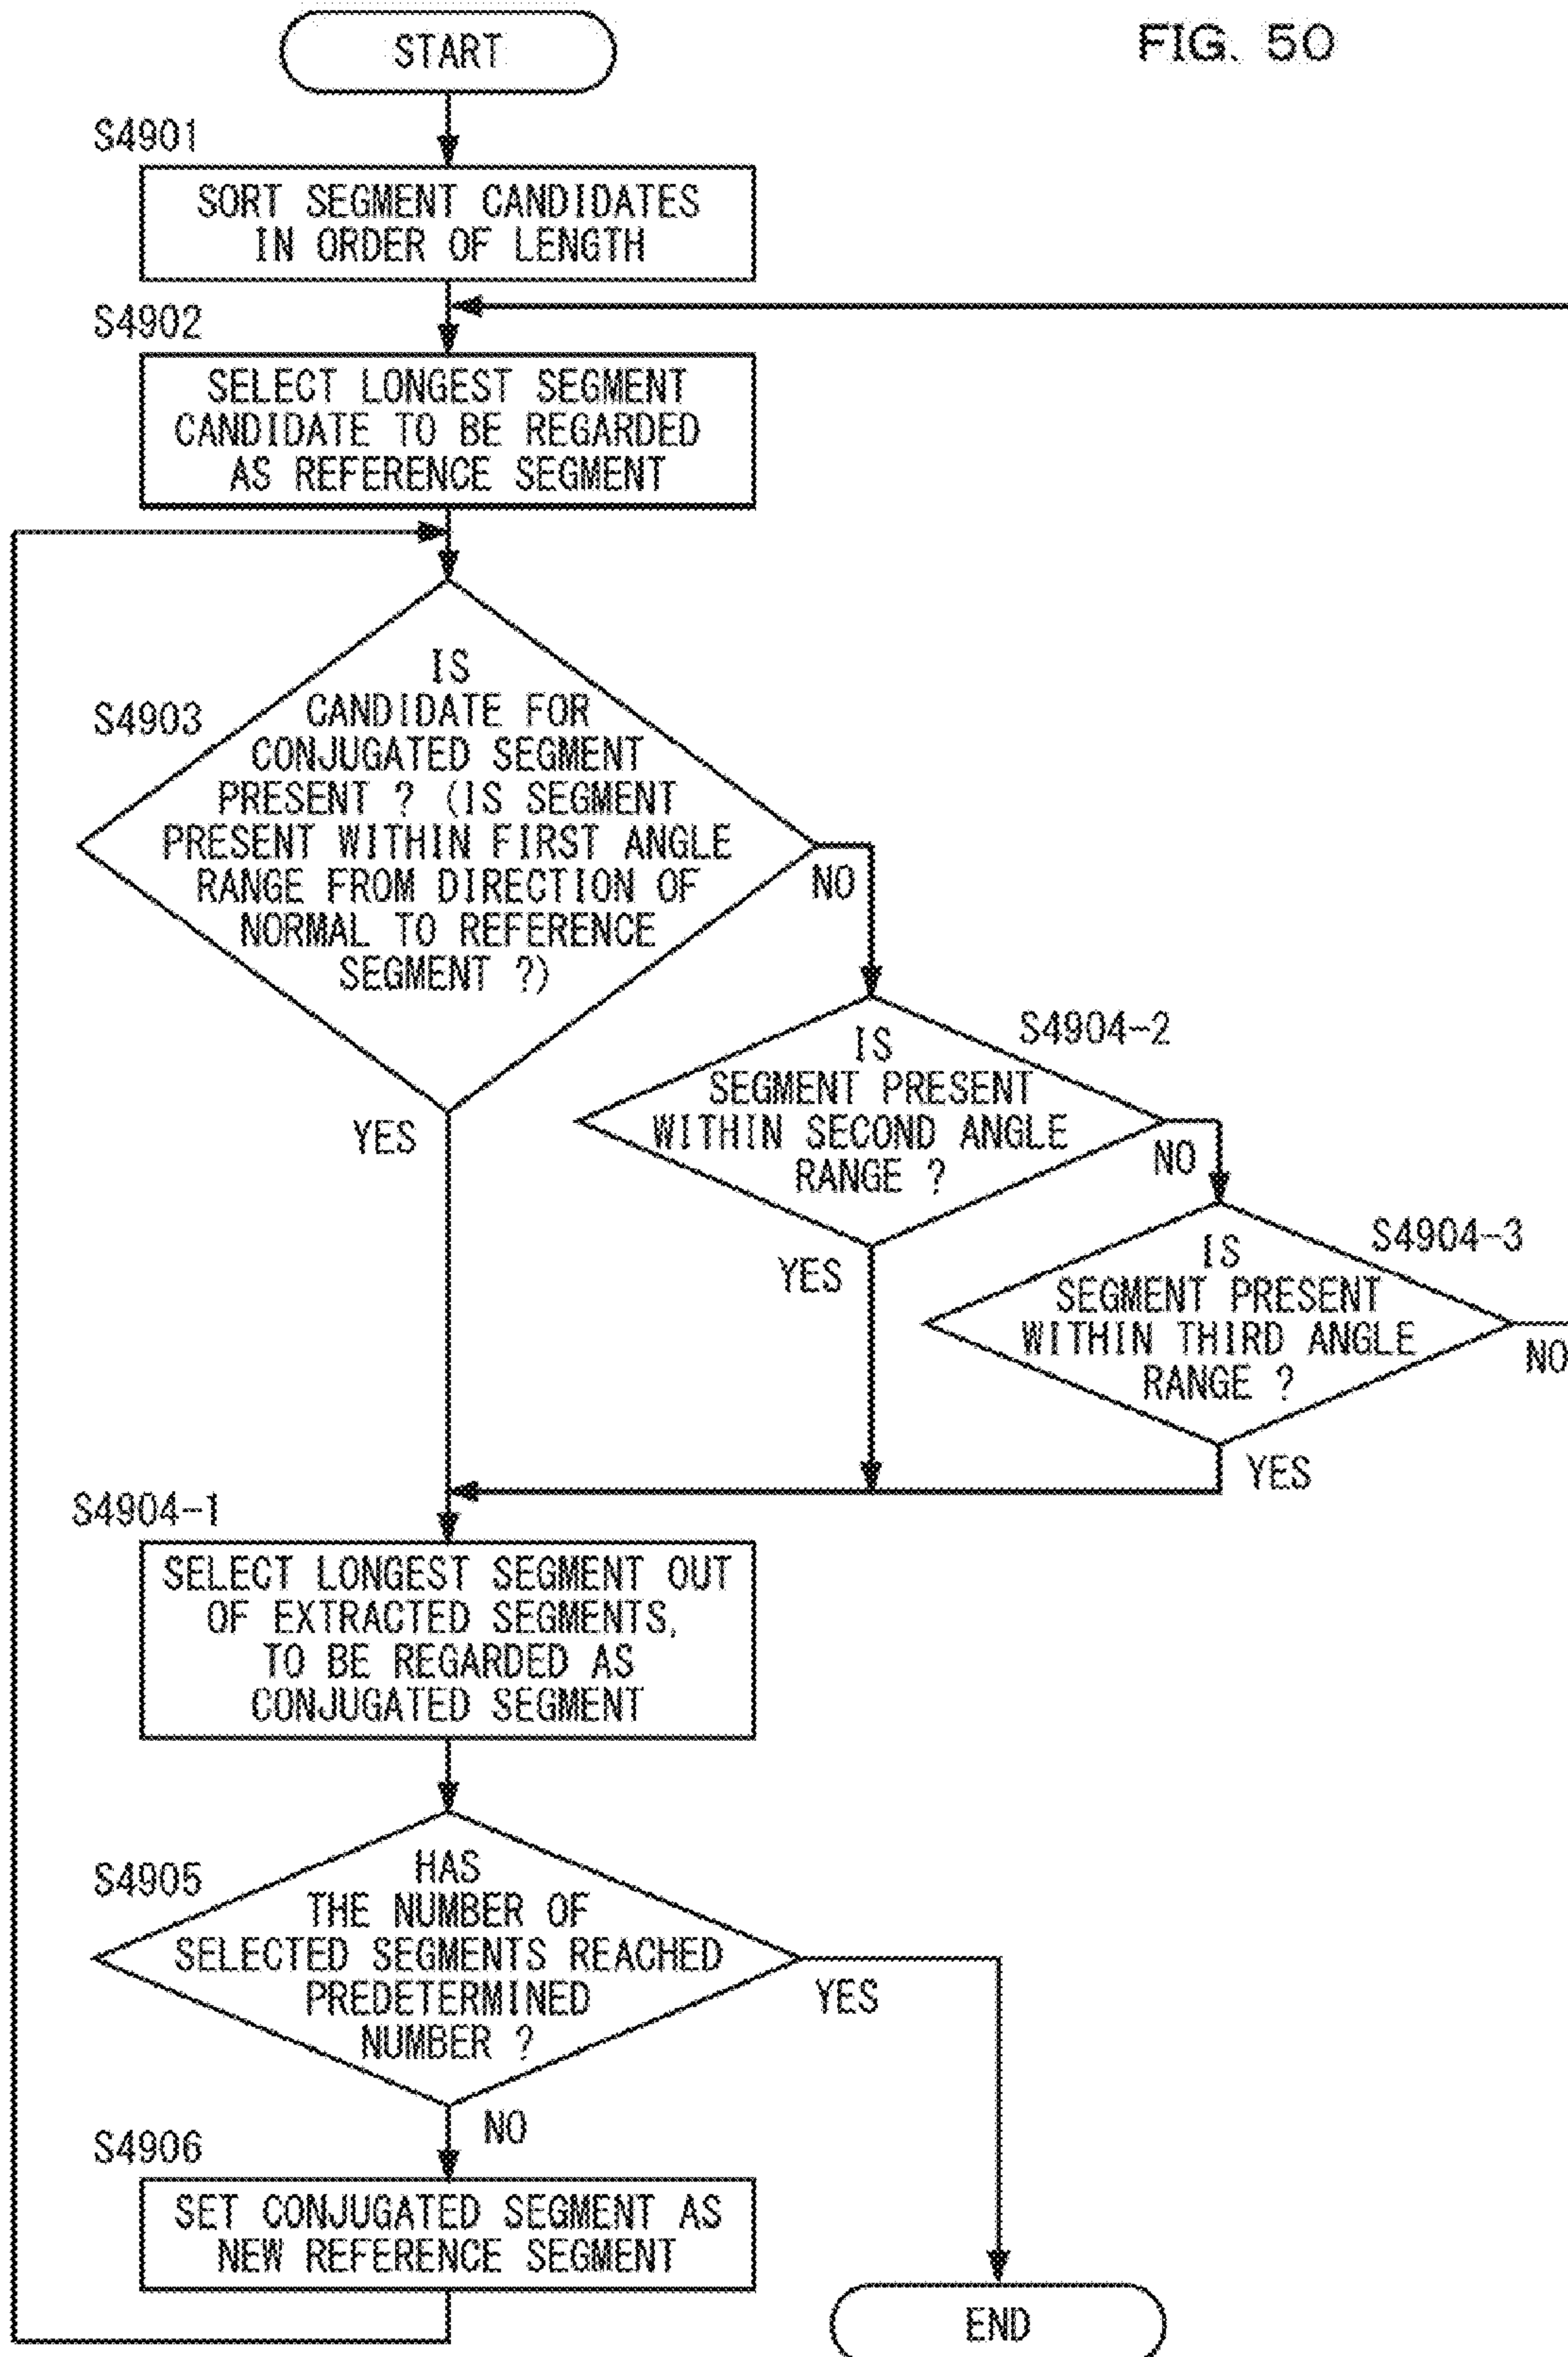 FIG. 50
START
S4901
SORT SEGMENT CANDIDATES
IN ORDER OF LENGTH
S4902
SELECT LONGEST SEGMENT
CANDIDATE TO BE REGARDED
AS REFERENCE SEGMENT
S4903
IS
CANDIDATE FOR
CONJUGATED SEGMENT
PRESENT ? (IS SEGMENT
PRESENT WITHIN FIRST ANGLE
RANGE FROM DIRECTION OF
NORMAL TO REFERENCE
SEGMENT ?)
NO
YES
S4904-2
IS
SEGMENT PRESENT
WITHIN SECOND ANGLE
RANGE ?
NO
YES
S4904-3
IS
SEGMENT PRESENT
WITHIN THIRD ANGLE
RANGE ?
NO
YES
S4904-1
SELECT LONGEST SEGMENT OUT
OF EXTRACTED SEGMENTS,
TO BE REGARDED AS
CONJUGATED SEGMENT
S4905
HAS
THE NUMBER OF
SELECTED SEGMENTS REACHED
PREDETERMINED
NUMBER ?
YES
NO
S4906
SET CONJUGATED SEGMENT AS
NEW REFERENCE SEGMENT
END